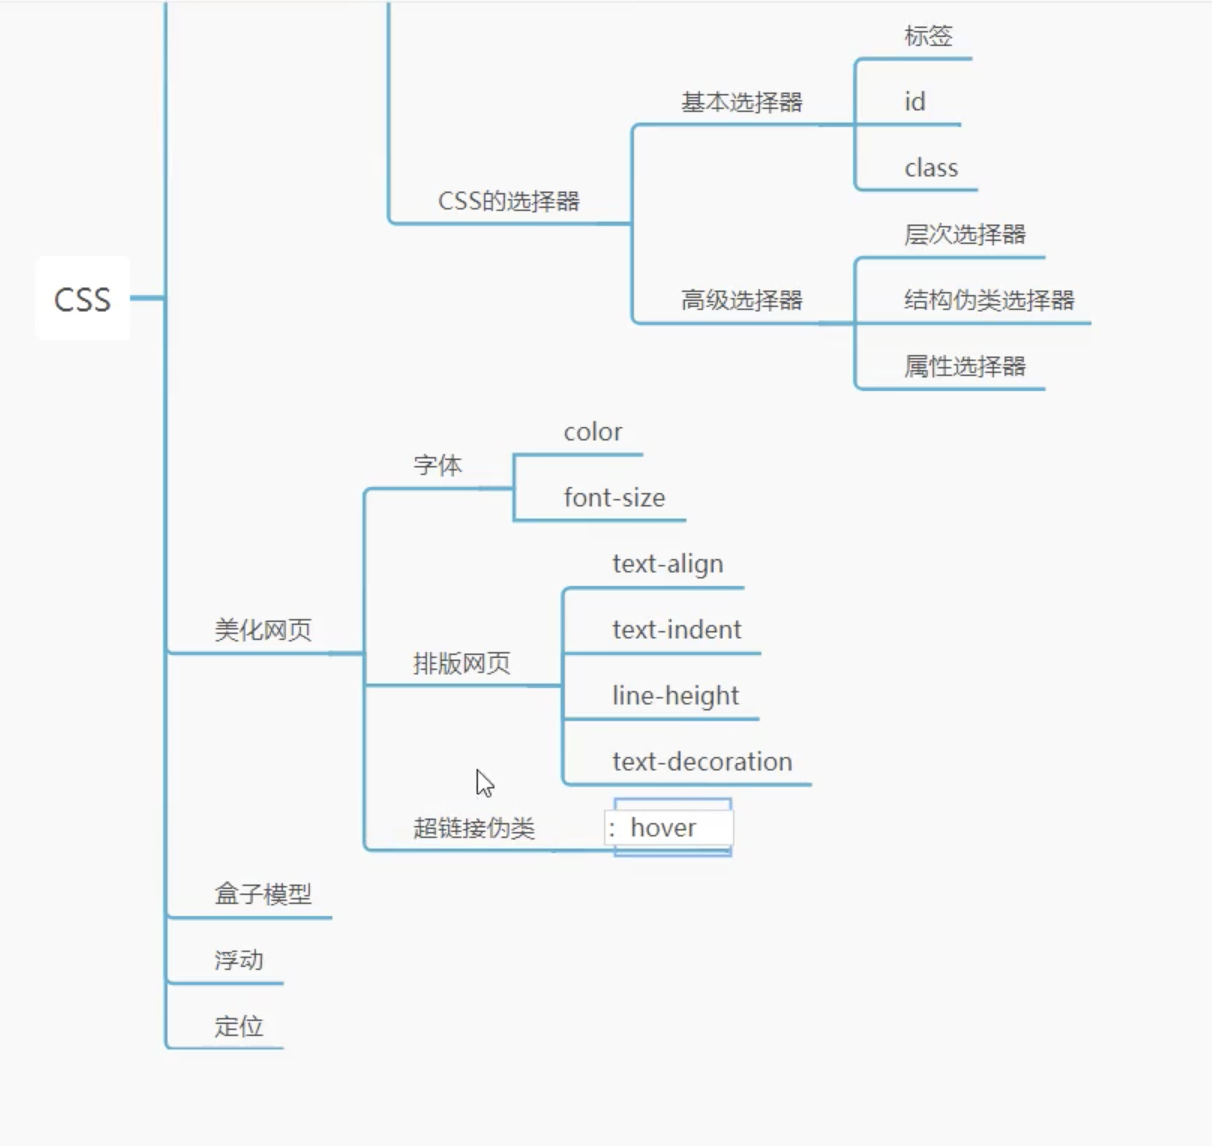 标签
基本选择器
id
class
CSS的选择器
层次选择器
CSS
高级选择器
结构伪类选择器
属性选择器
color
字体
font-size
text-align
美化网页
text-indent
排版网页
line-height
text-decoration
超链接伪类
: hover
盒子模型
浮动
定位